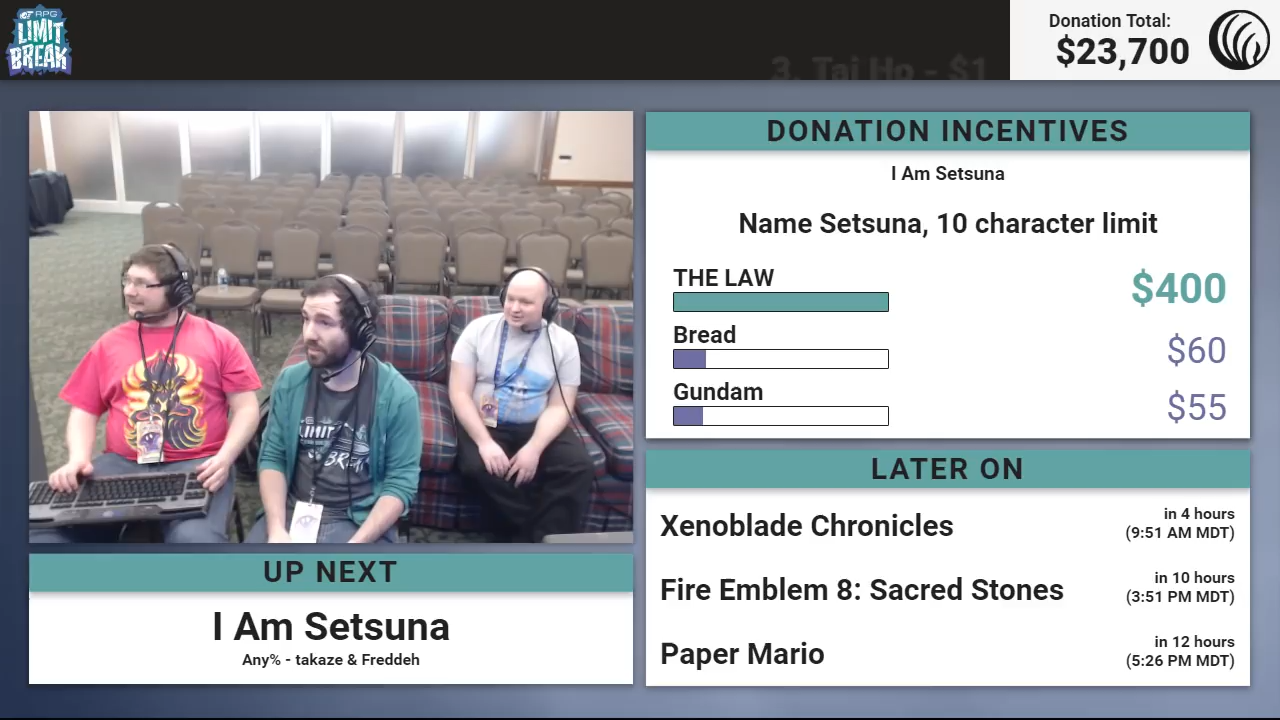 RPG
LIMIT
BREAK
3. Tai Ho - $1
Donation Total:
$23,700
DONATION INCENTIVES
I Am Setsuna
Name Setsuna, 10 character limit
THE LAW
$400
Bread
$60
Gundam
$55
LIMIT
BREAK
UP NEXT
I Am Setsuna
Any% - takaze & Freddeh
LATER ON
Xenoblade Chronicles
in 4 hours
(9:51 AM MDT)
Fire Emblem 8: Sacred Stones
in 10 hours
(3:51 PM MDT)
Paper Mario
in 12 hours
(5:26 PM MDT)